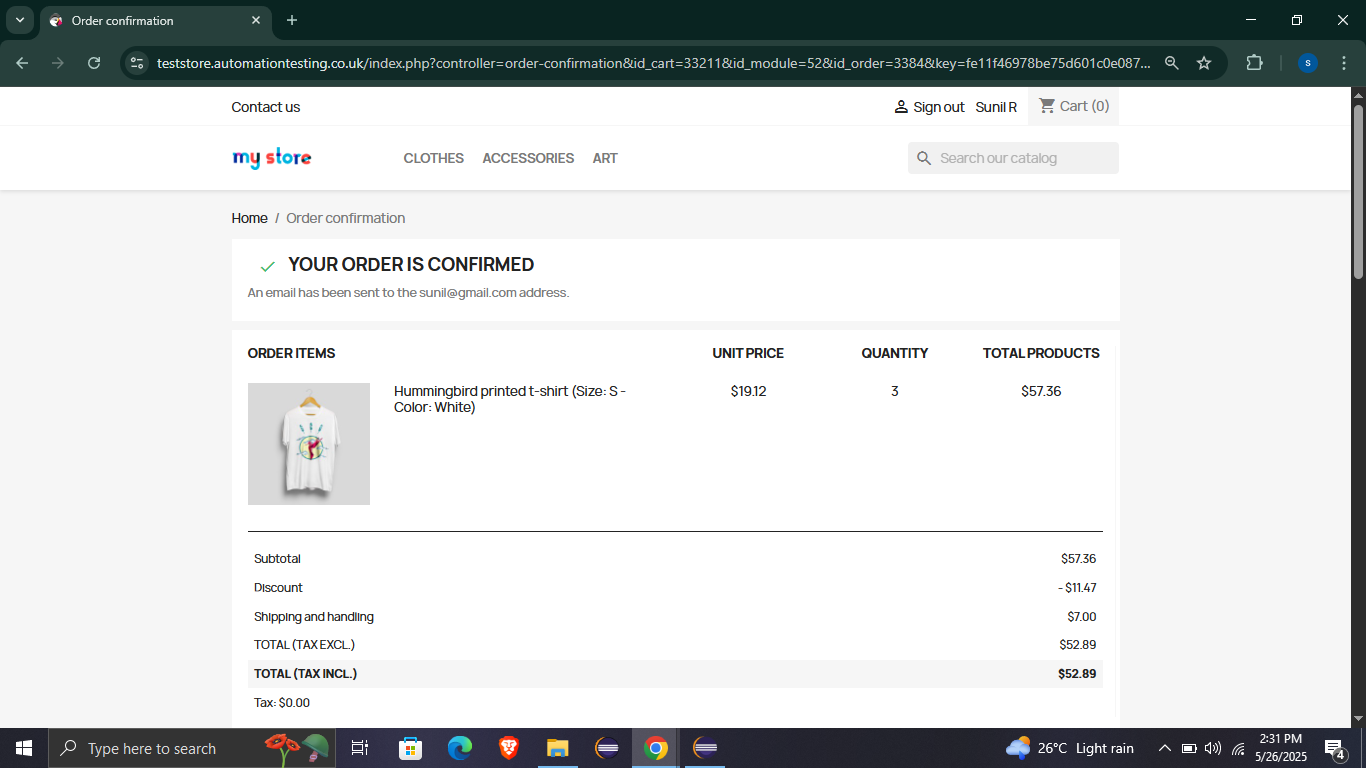 Order confirmation
teststore.automationtesting.co.uk/index.php?controller=order-confirmation&id_cart=33211&id_module=52&id_order=3384&key=fe11f46978be75d601c0e087...
S
Contact us
Sign out Sunil R Cart (0)
my store
CLOTHES ACCESSORIES ART
Search our catalog
Home / Order confirmation
YOUR ORDER IS CONFIRMED
An email has been sent to the sunil@gmail.com address.
ORDER ITEMS UNIT PRICE QUANTITY TOTAL PRODUCTS
Hummingbird printed t-shirt (Size: S - $19.12 3 $57.36
Color: White)
Subtotal $57.36
Discount - $11.47
Shipping and handling $7.00
TOTAL (TAX EXCL.) $52.89
TOTAL (TAX INCL.) $52.89
Tax: $0.00
Type here to search
26°C Light rain
2:31 PM
5/26/2025
4